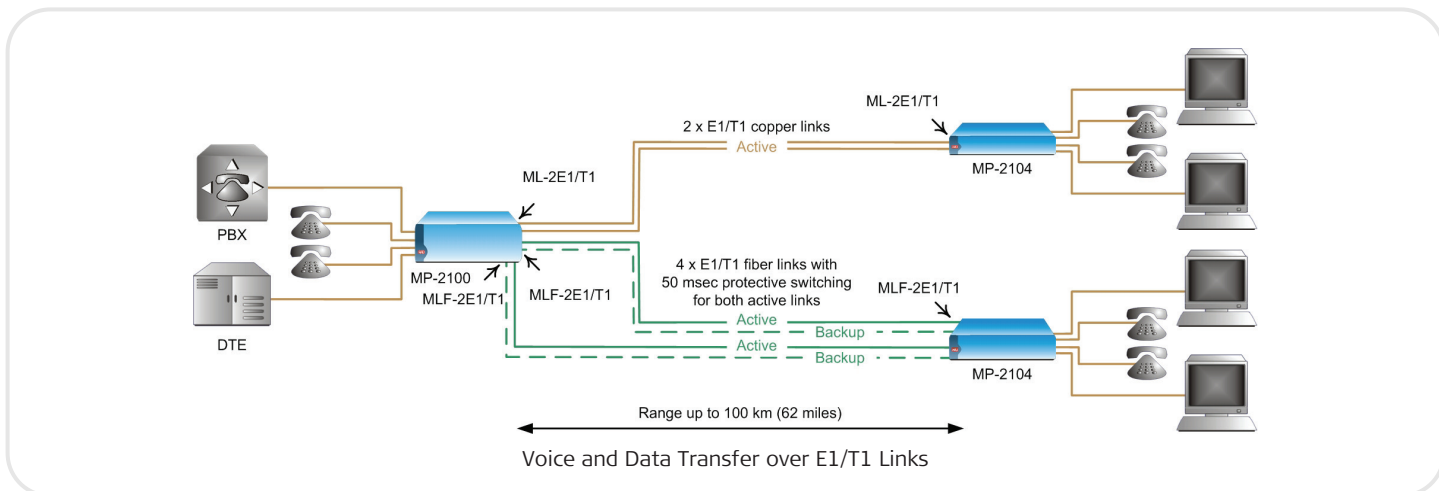 ML-2E1/T1
2 x E1/T1 copper links
Active
MP-2104
ML-2E1/T1
PBX
MP-2100
MLF-2E1/T1
MLF-2E1/T1
DTE
4 x E1/T1 fiber links with
50 msec protective switching
for both active links
MLF-2E1/T1
Active
Backup
Active
Backup
MP-2104
Range up to 100 km (62 miles)
Voice and Data Transfer over E1/T1 Links